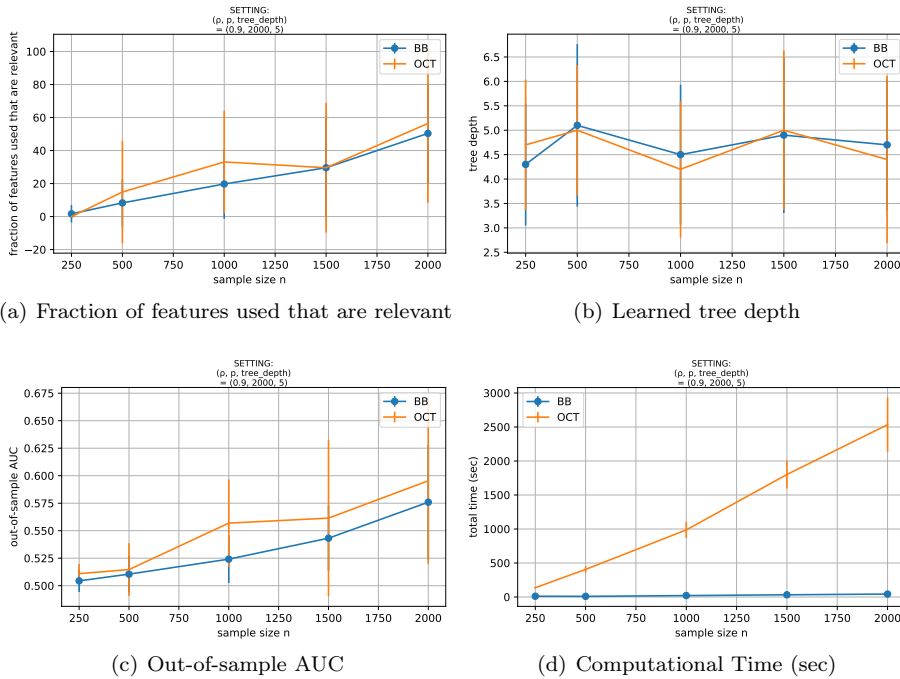 SETTING:
(ρ, p, tree_depth)
= (0.9, 2000, 5)
BB
OCT
fraction of features used that are relevant
100
80
60
40
20
0
−20
250 500 750 1000 1250 1500 1750 2000
sample size n
(a) Fraction of features used that are relevant
SETTING:
(ρ, p, tree_depth)
= (0.9, 2000, 5)
BB
OCT
tree depth
6.5
6.0
5.5
5.0
4.5
4.0
3.5
3.0
2.5
250 500 750 1000 1250 1500 1750 2000
sample size n
(b) Learned tree depth
SETTING:
(ρ, p, tree_depth)
= (0.9, 2000, 5)
BB
OCT
out-of-sample AUC
0.675
0.650
0.625
0.600
0.575
0.550
0.525
0.500
250 500 750 1000 1250 1500 1750 2000
sample size n
(c) Out-of-sample AUC
SETTING:
(ρ, p, tree_depth)
= (0.9, 2000, 5)
BB
OCT
total time (sec)
3000
2500
2000
1500
1000
500
0
250 500 750 1000 1250 1500 1750 2000
sample size n
(d) Computational Time (sec)